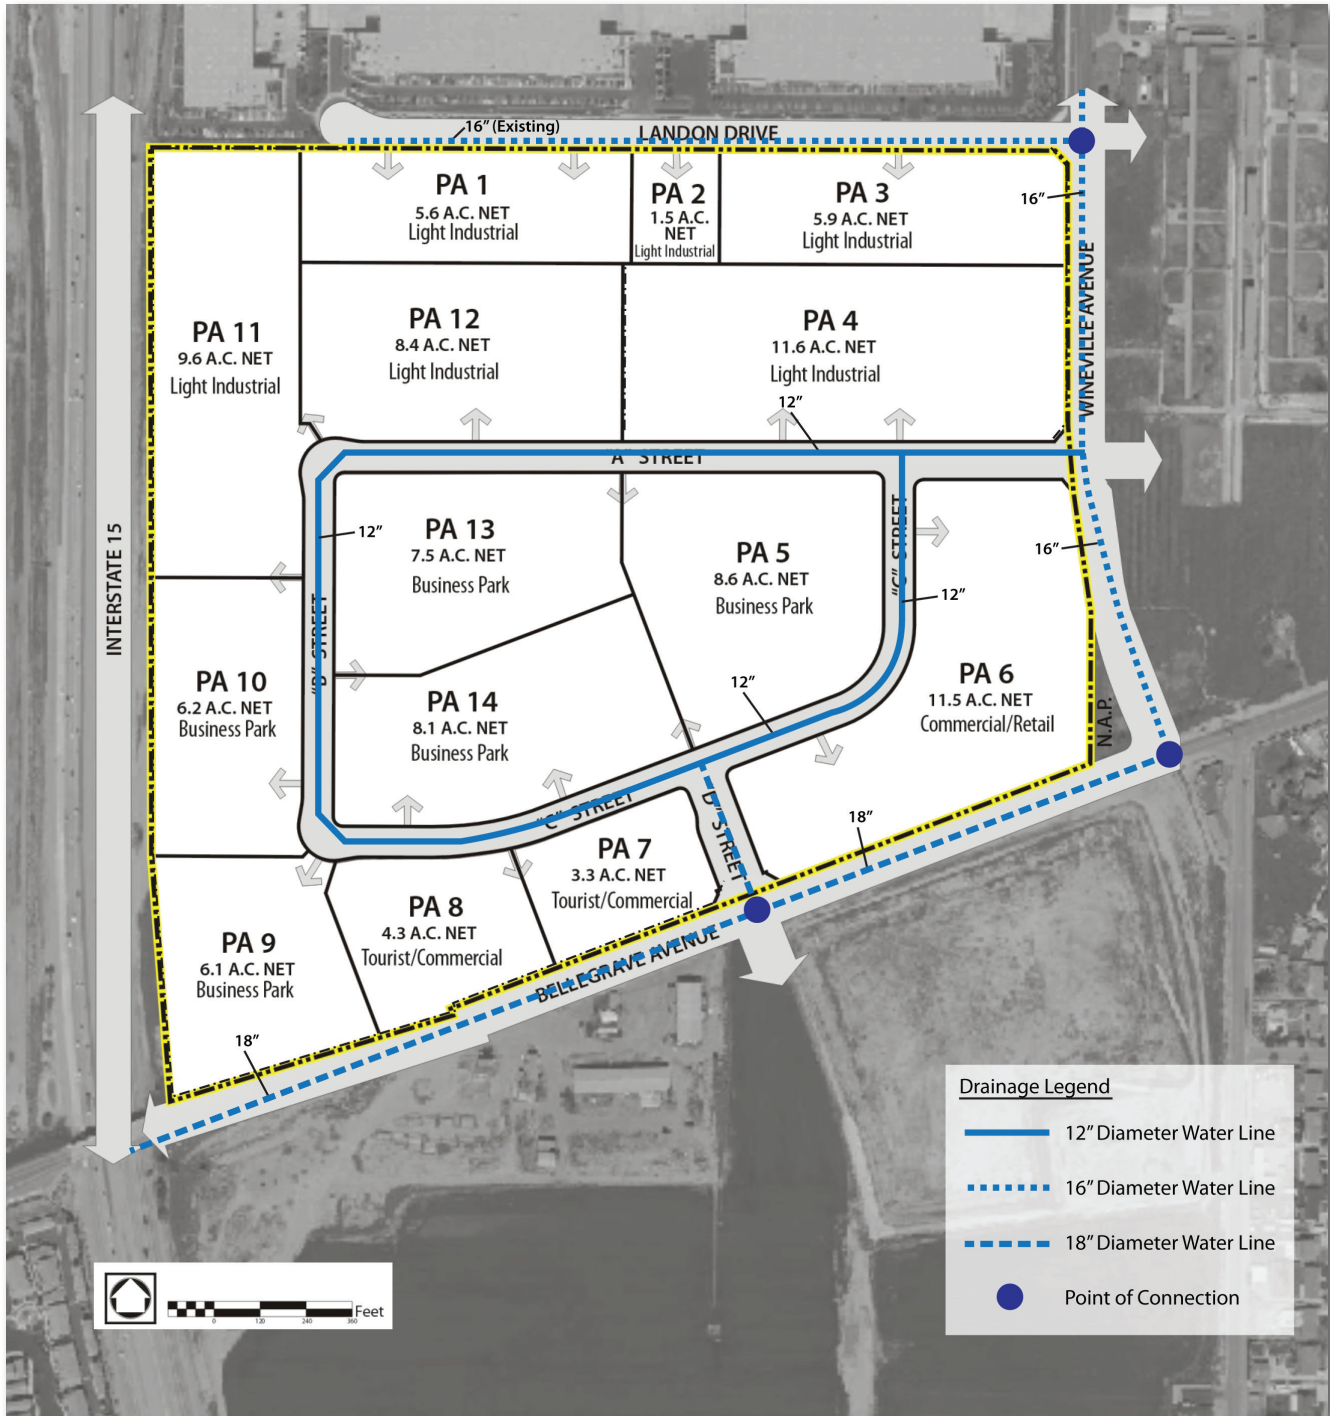 16” (Existing)
LANDON DRIVE
PA 1
5.6 A.C. NET
Light Industrial
PA 2
1.5 A.C.
NET
Light Industrial
PA 3
5.9 A.C. NET
Light Industrial
16”
WINEVILLE AVENUE
PA 11
9.6 A.C. NET
Light Industrial
PA 12
8.4 A.C. NET
Light Industrial
PA 4
11.6 A.C. NET
Light Industrial
12”
"A" STREET
INTERSTATE 15
12”
"B" STREET
PA 13
7.5 A.C. NET
Business Park
PA 5
8.6 A.C. NET
Business Park
"C" STREET
12”
16”
PA 10
6.2 A.C. NET
Business Park
PA 14
8.1 A.C. NET
Business Park
12”
PA 6
11.5 A.C. NET
Commercial/Retail
N.A.P.
"C" STREET
D" STREET
18”
PA 7
3.3 A.C. NET
Tourist/Commercial
PA 8
4.3 A.C. NET
Tourist/Commercial
PA 9
6.1 A.C. NET
Business Park
BELLEGRAVE AVENUE
18”
Drainage Legend
12” Diameter Water Line
16” Diameter Water Line
18” Diameter Water Line
Point of Connection
Feet
0 120 240 360